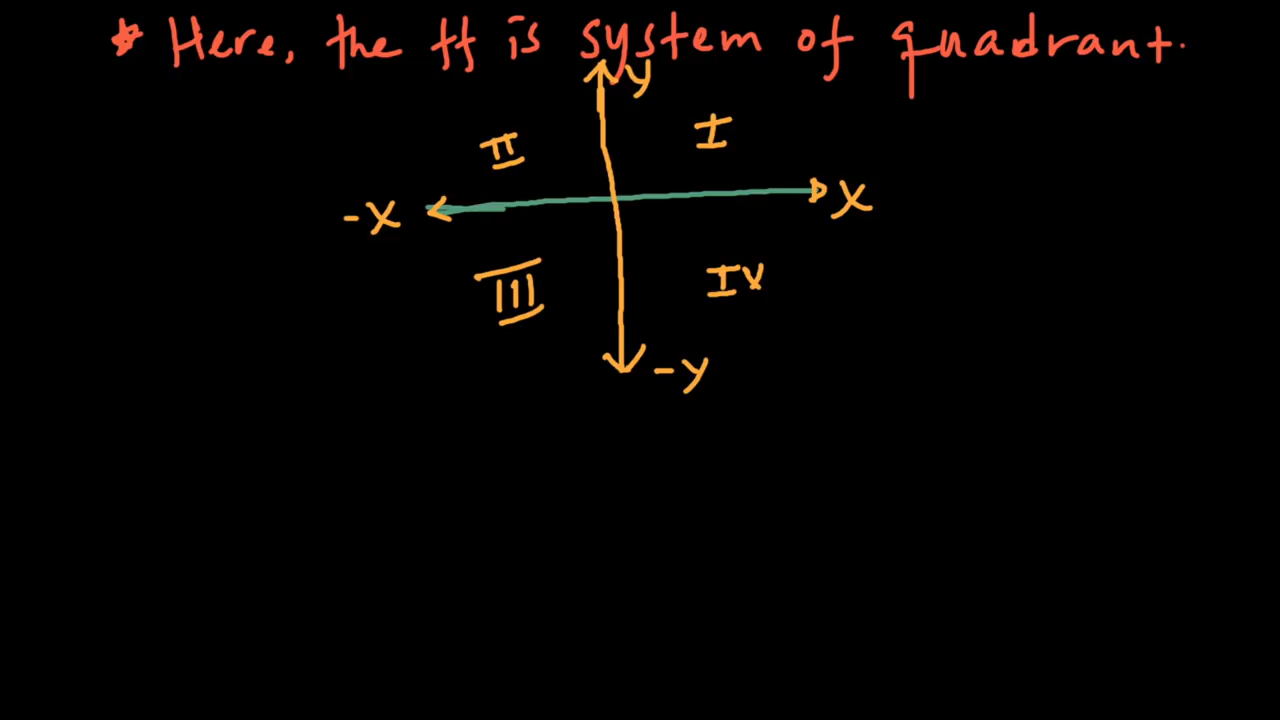 * Here, the ff is system of quadrant.
y
II I
-X X
III IV
-y